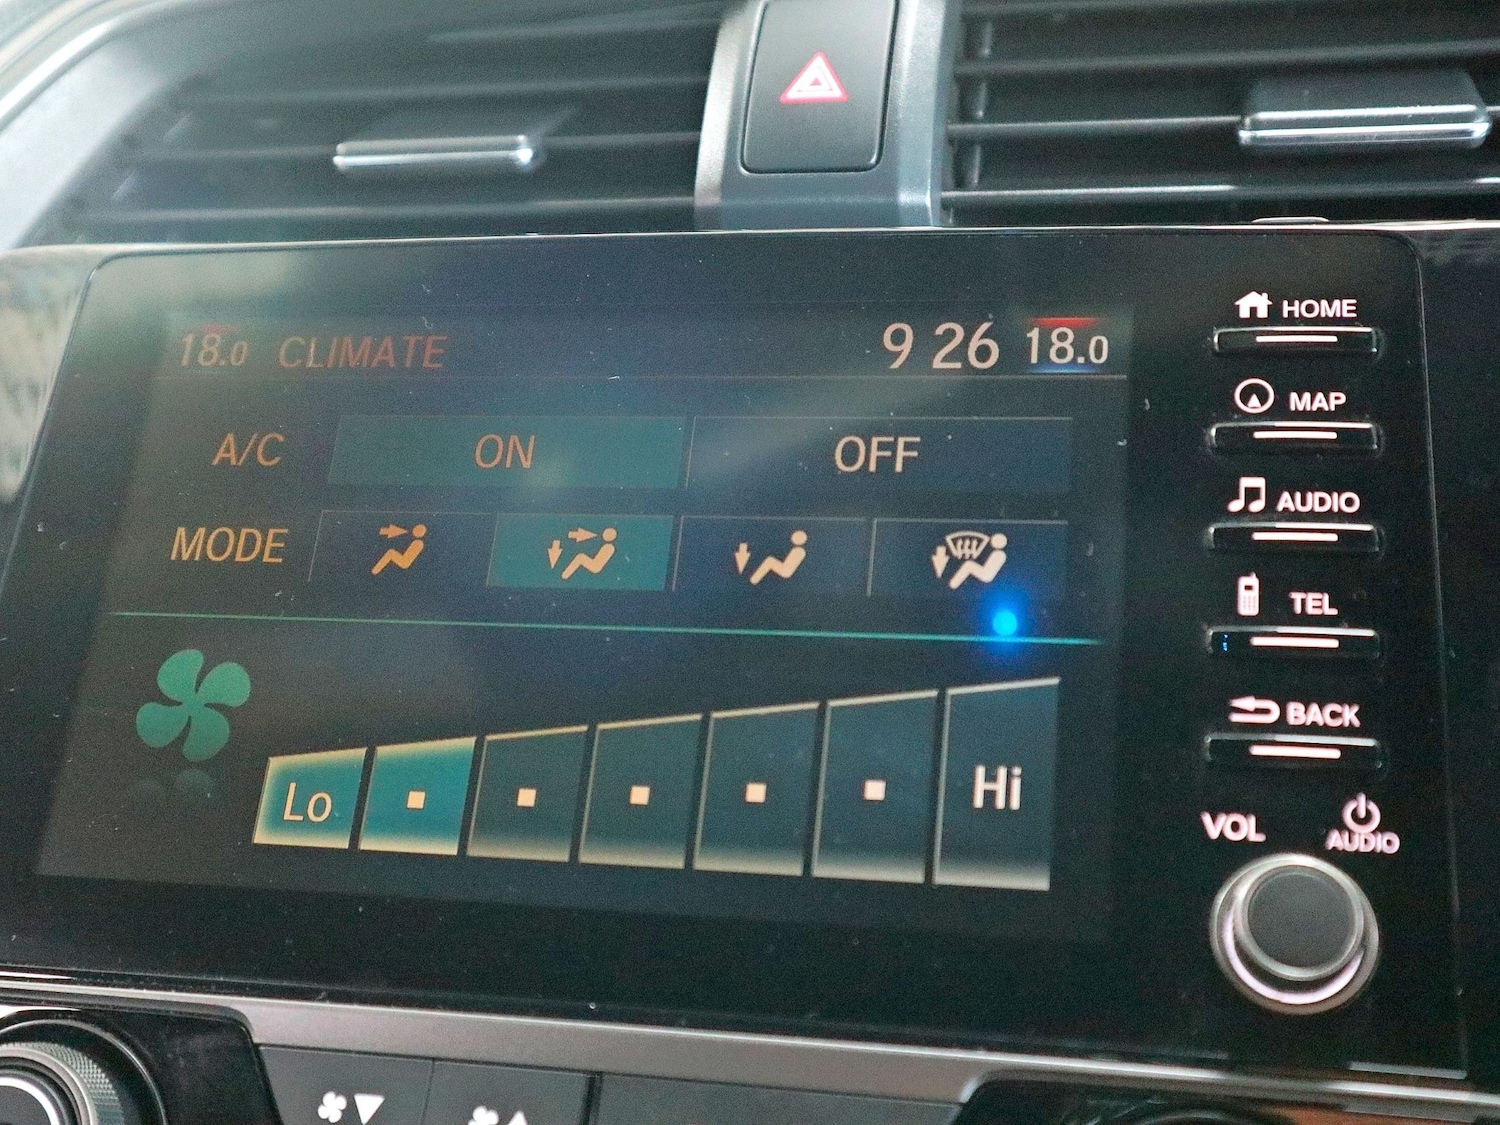 18.0 CLIMATE 9 26 18.0
A/C ON OFF
MODE
Lo Hi
HOME
MAP
AUDIO
TEL
BACK
VOL AUDIO